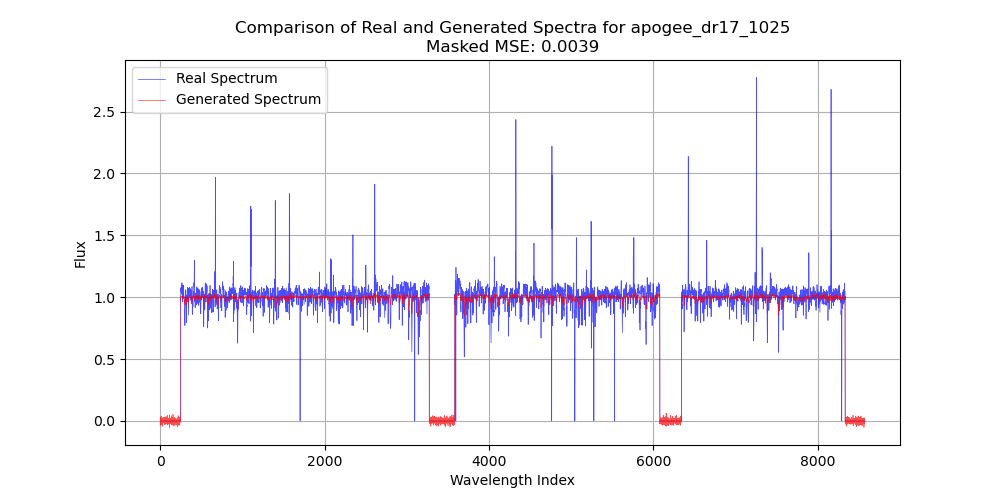 Comparison of Real and Generated Spectra for apogee_dr17_1025
Masked MSE: 0.0039
Real Spectrum
Generated Spectrum
Flux
2.5
2.0
1.5
1.0
0.5
0.0
0 2000 4000 6000 8000
Wavelength Index